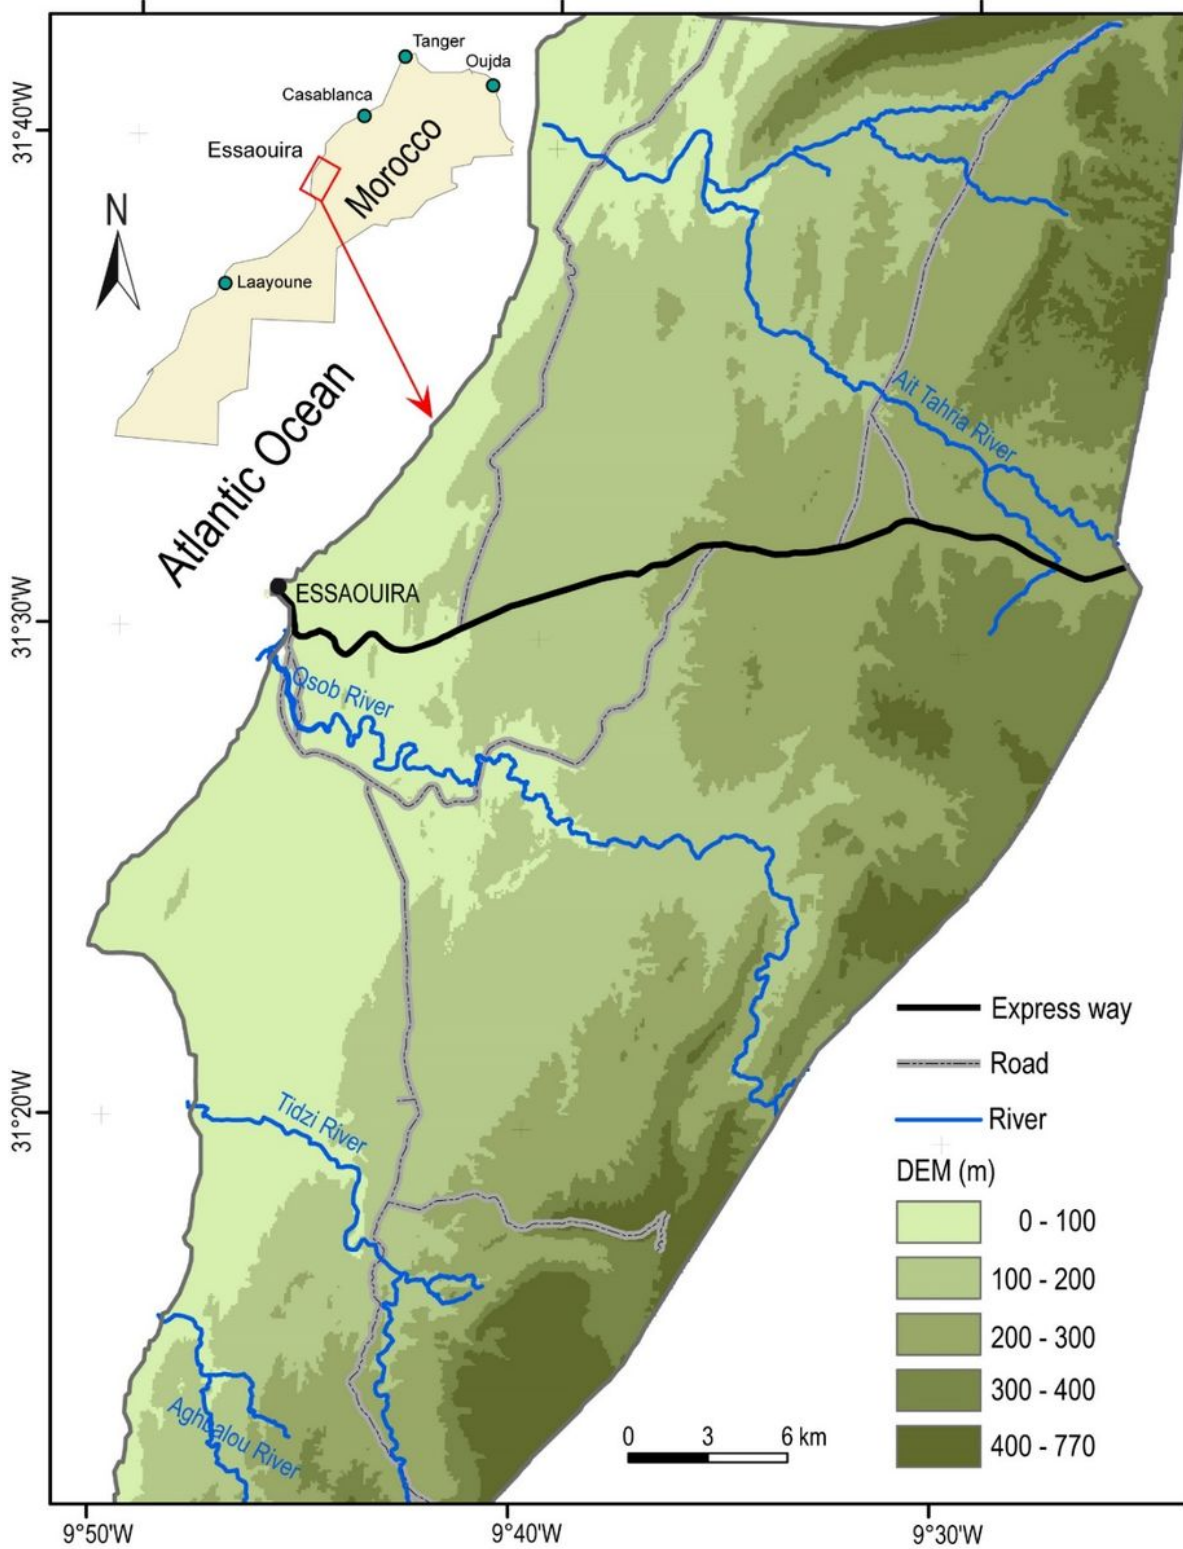 Tanger
Oujda
Casablanca
Essaouira
Morocco
N
Laayoune
Atlantic Ocean
31°40'W
31°30'W
31°20'W
Ait Tahria River
ESSAOUIRA
Qsob River
Tidzi River
Aghbalou River
Express way
Road
River
DEM (m)
0 - 100
100 - 200
200 - 300
300 - 400
400 - 770
0 3 6 km
9°50'W 9°40'W 9°30'W